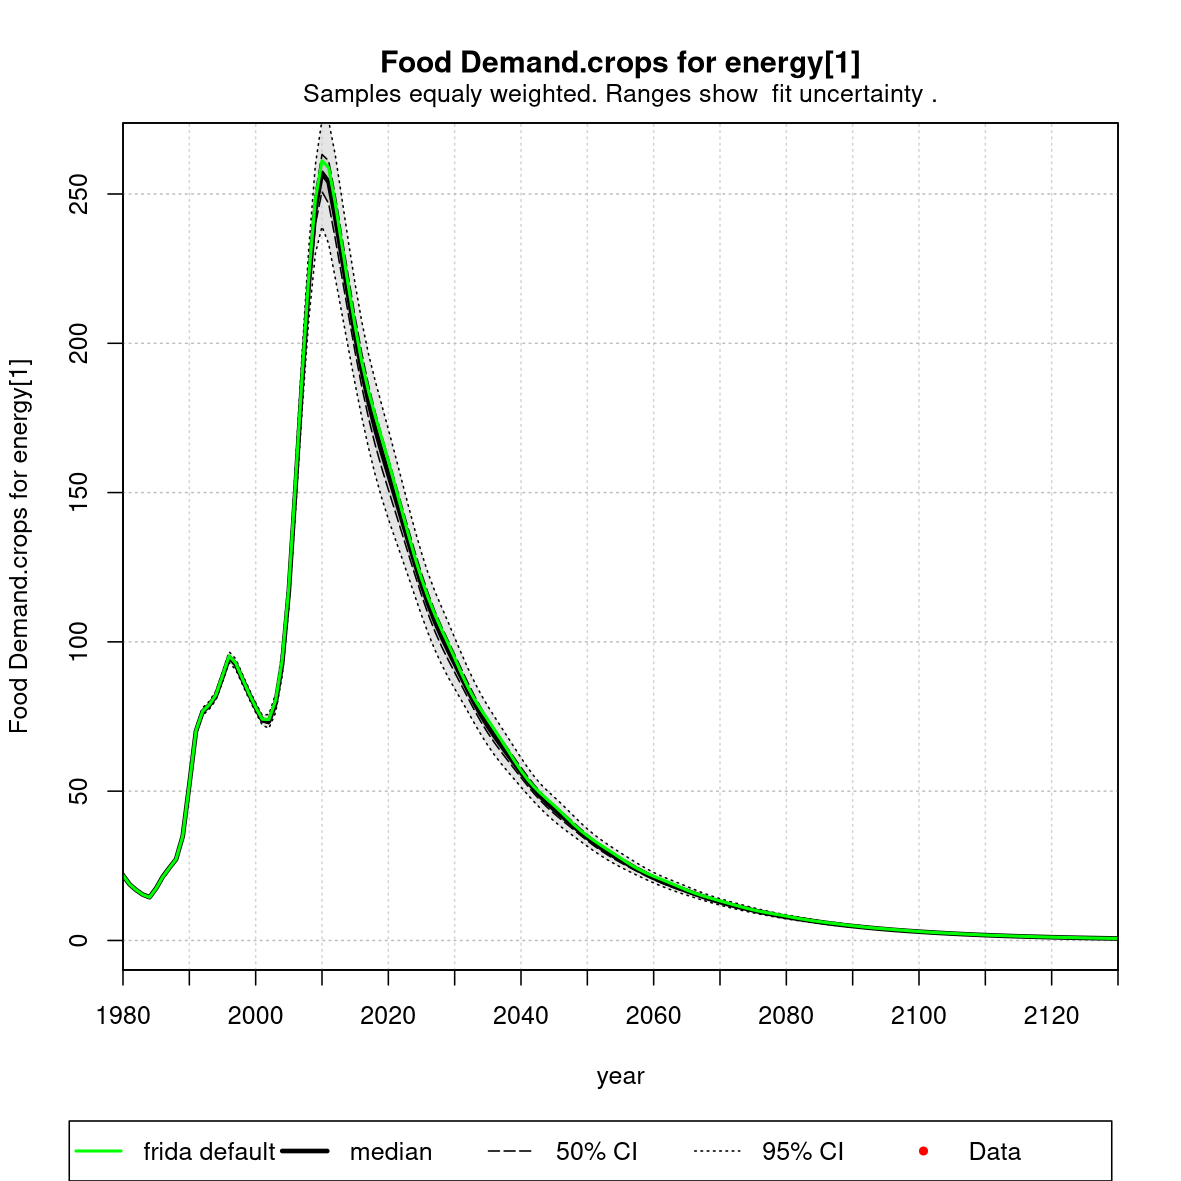 Food Demand.crops for energy[1]
Samples equaly weighted. Ranges show  fit uncertainty .
Food Demand.crops for energy[1]
250
200
150
100
50
0
1980 2000 2020 2040 2060 2080 2100 2120
year
frida default median 50% CI 95% CI Data